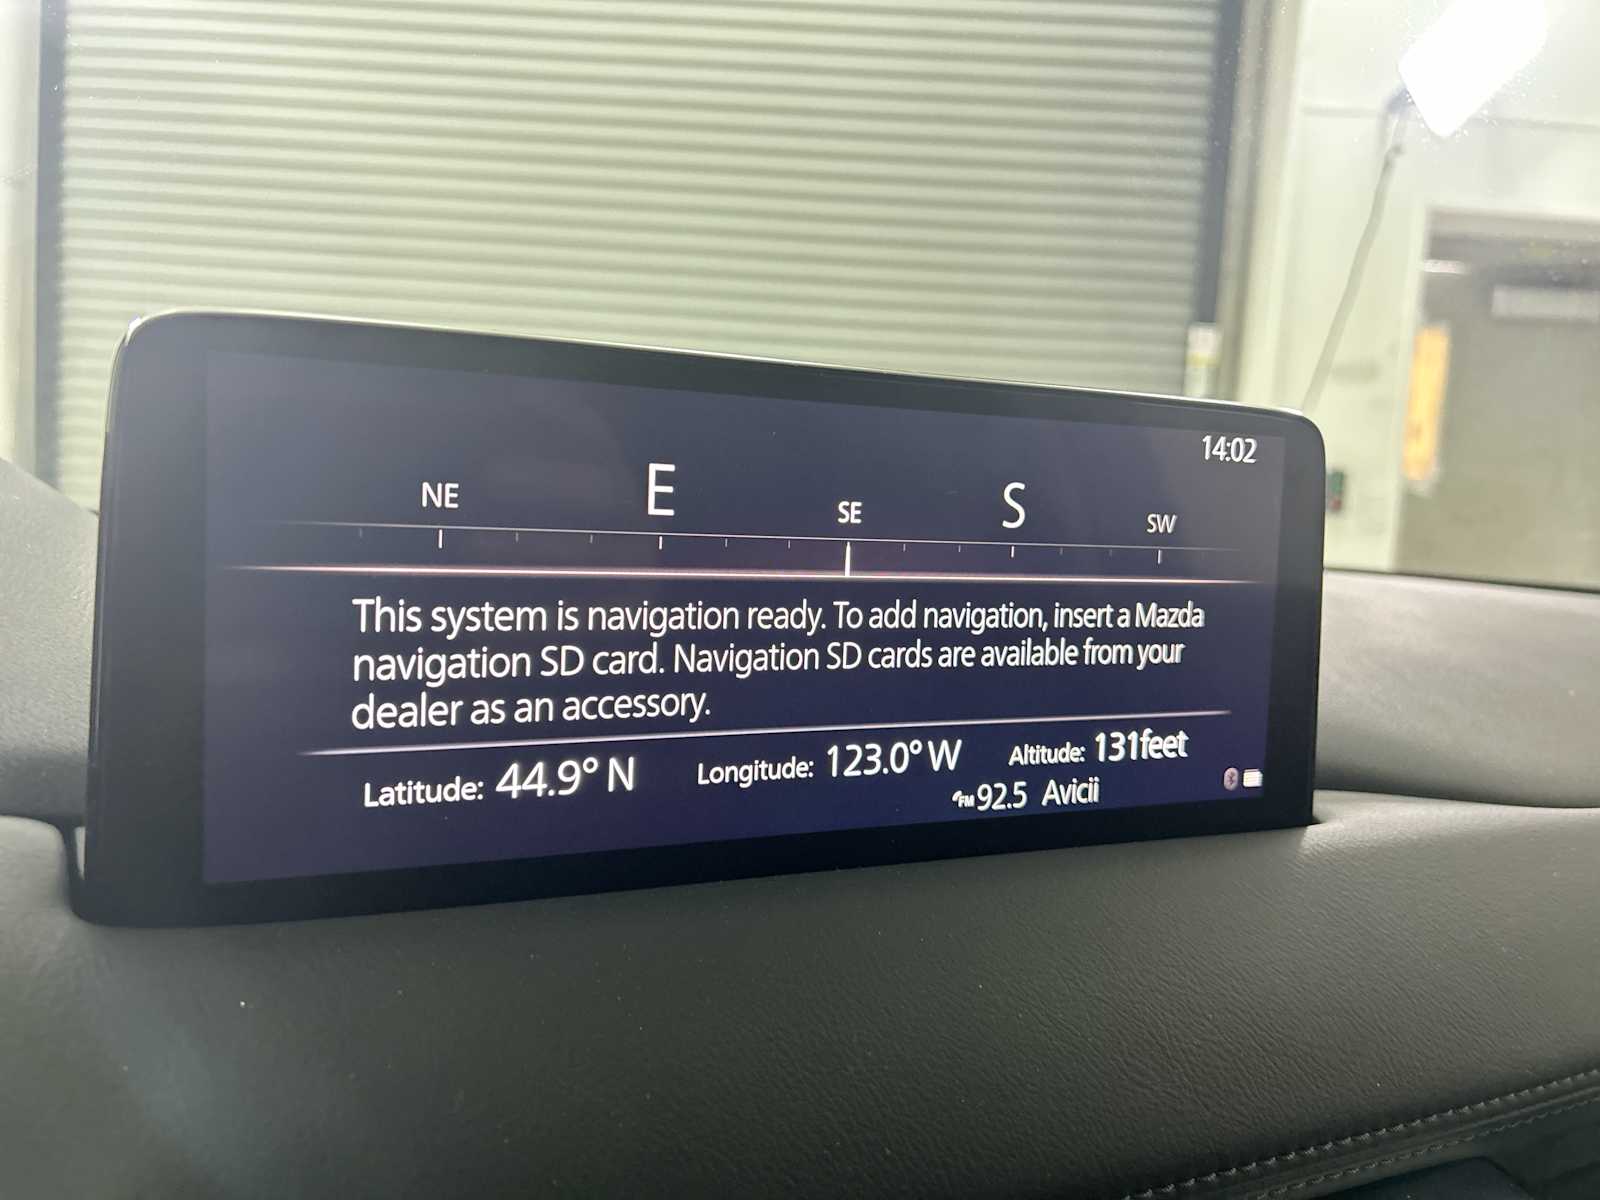 14:02
NE E SE S SW
This system is navigation ready. To add navigation, insert a Mazda
navigation SD card. Navigation SD cards are available from your
dealer as an accessory.
Latitude: 44.9° N Longitude: 123.0° W Altitude: 131feet
FM 92.5 Avicii